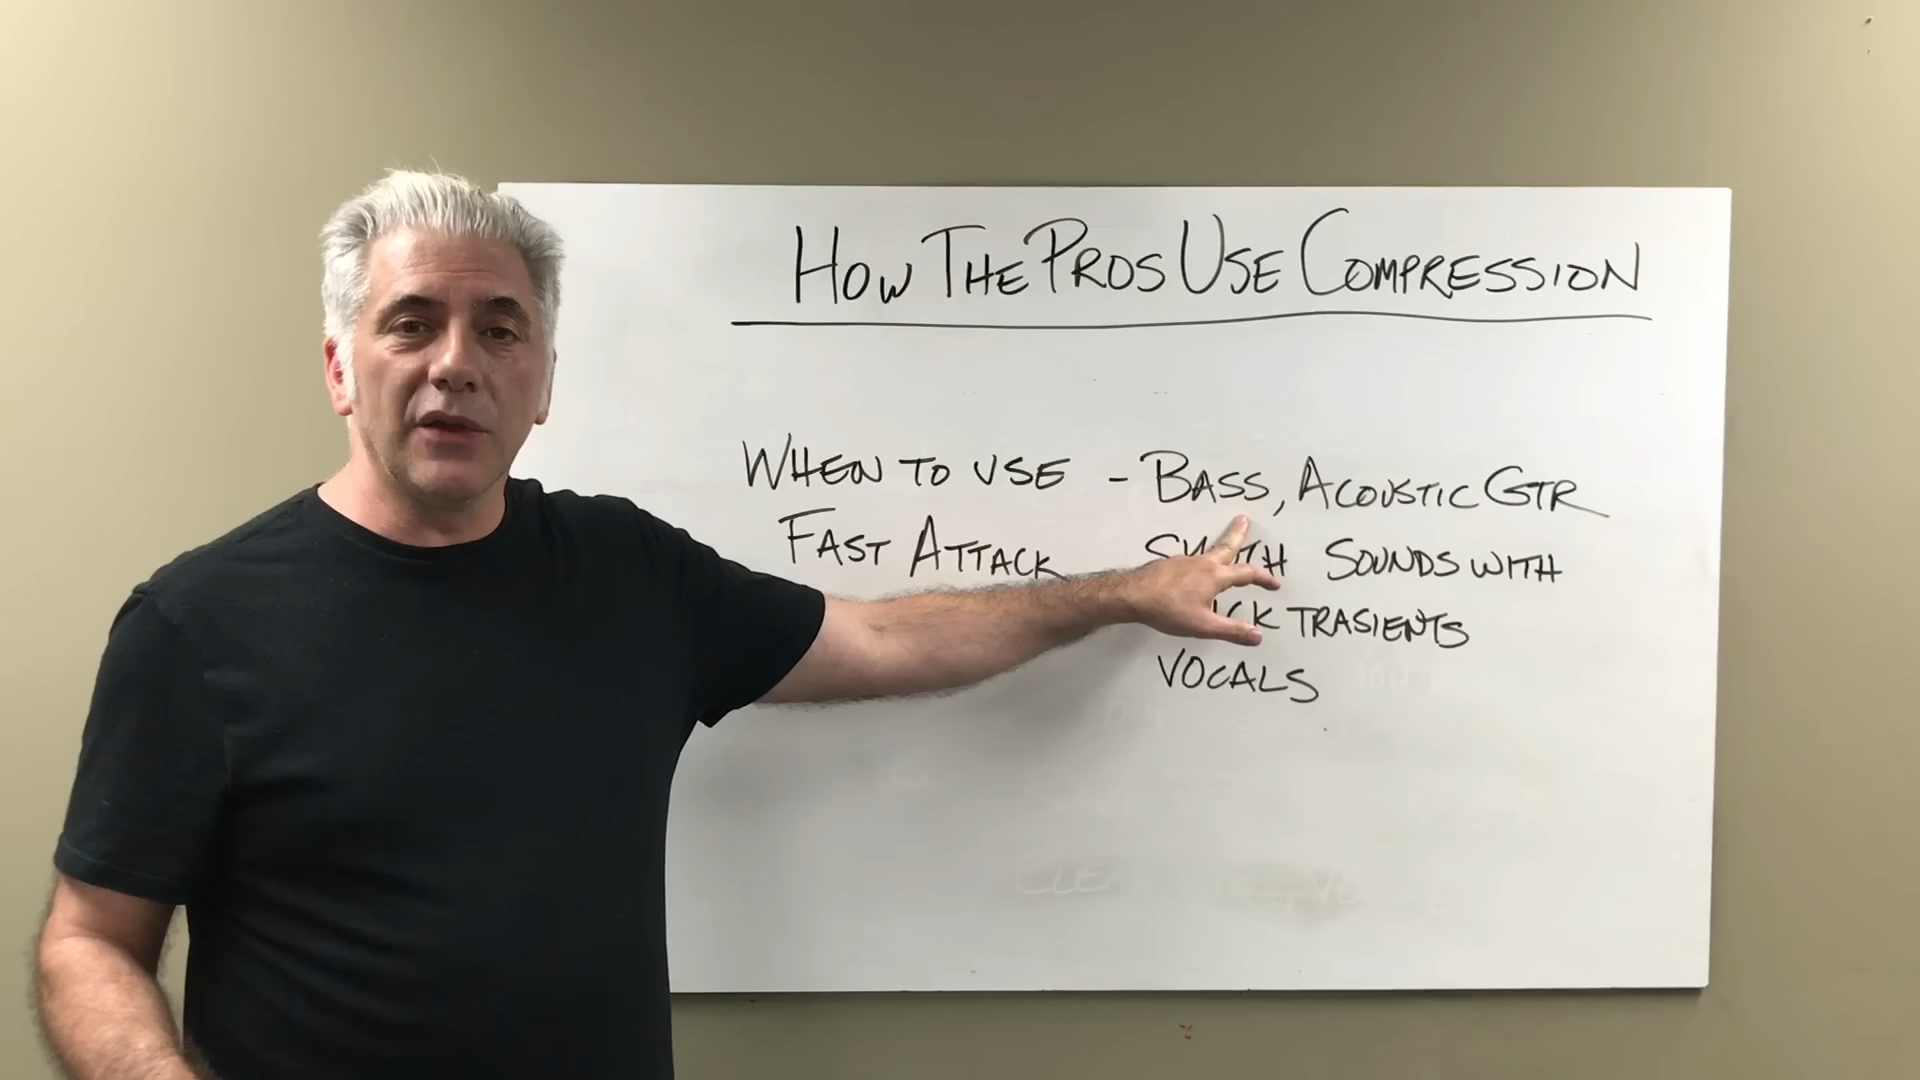 How The Pros Use Compression
When to use - Bass, Acoustic Gtr
Fast Attack Sounds with
Trasients
Vocals